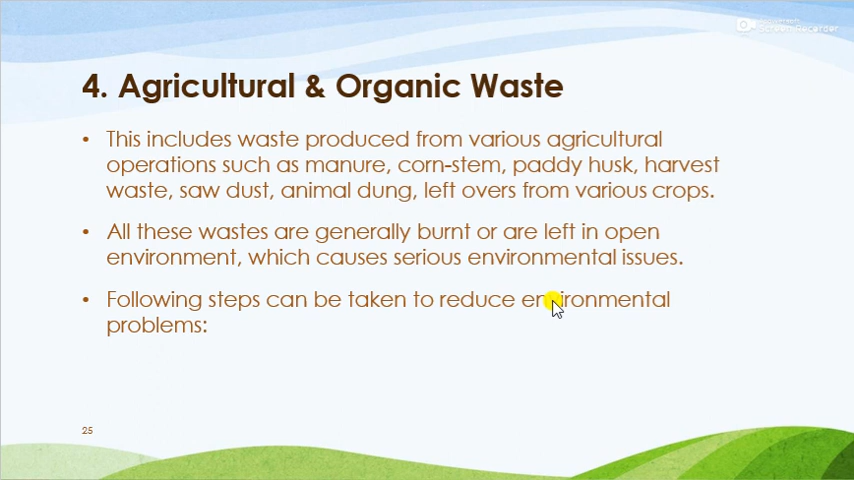 ScreenRecorder
4. Agricultural & Organic Waste
• This includes waste produced from various agricultural
operations such as manure, corn-stem, paddy husk, harvest
waste, saw dust, animal dung, left overs from various crops.
• All these wastes are generally burnt or are left in open
environment, which causes serious environmental issues.
• Following steps can be taken to reduce environmental
problems:
25